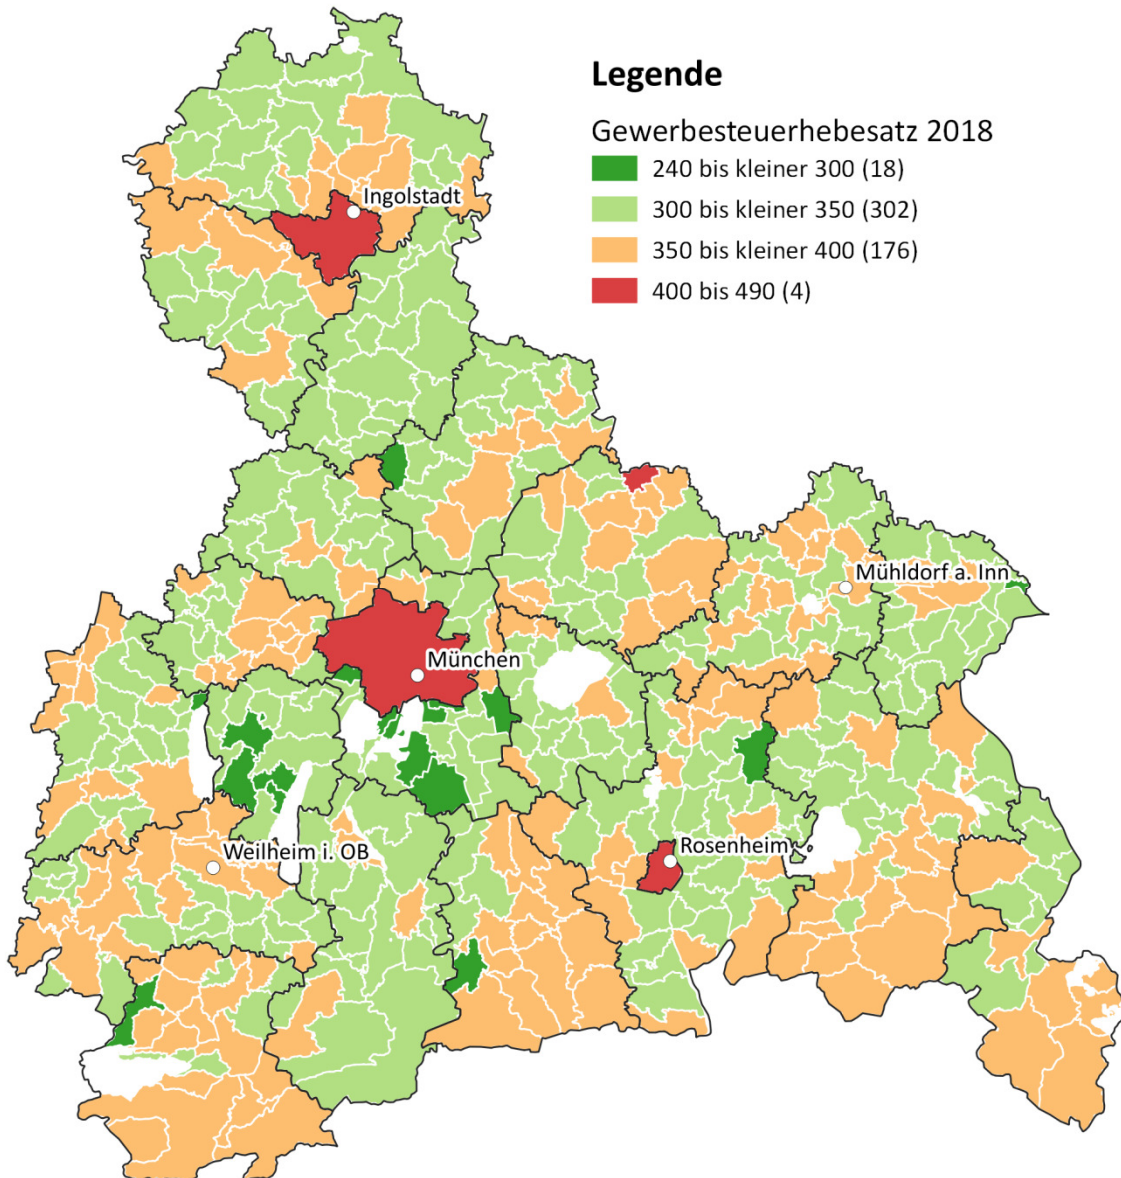 Legende
Gewerbesteuerhebesatz 2018
240 bis kleiner 300 (18)
300 bis kleiner 350 (302)
350 bis kleiner 400 (176)
400 bis 490 (4)
Ingolstadt
Mühldorf a. Inn
München
Rosenheim
Weilheim i. OB